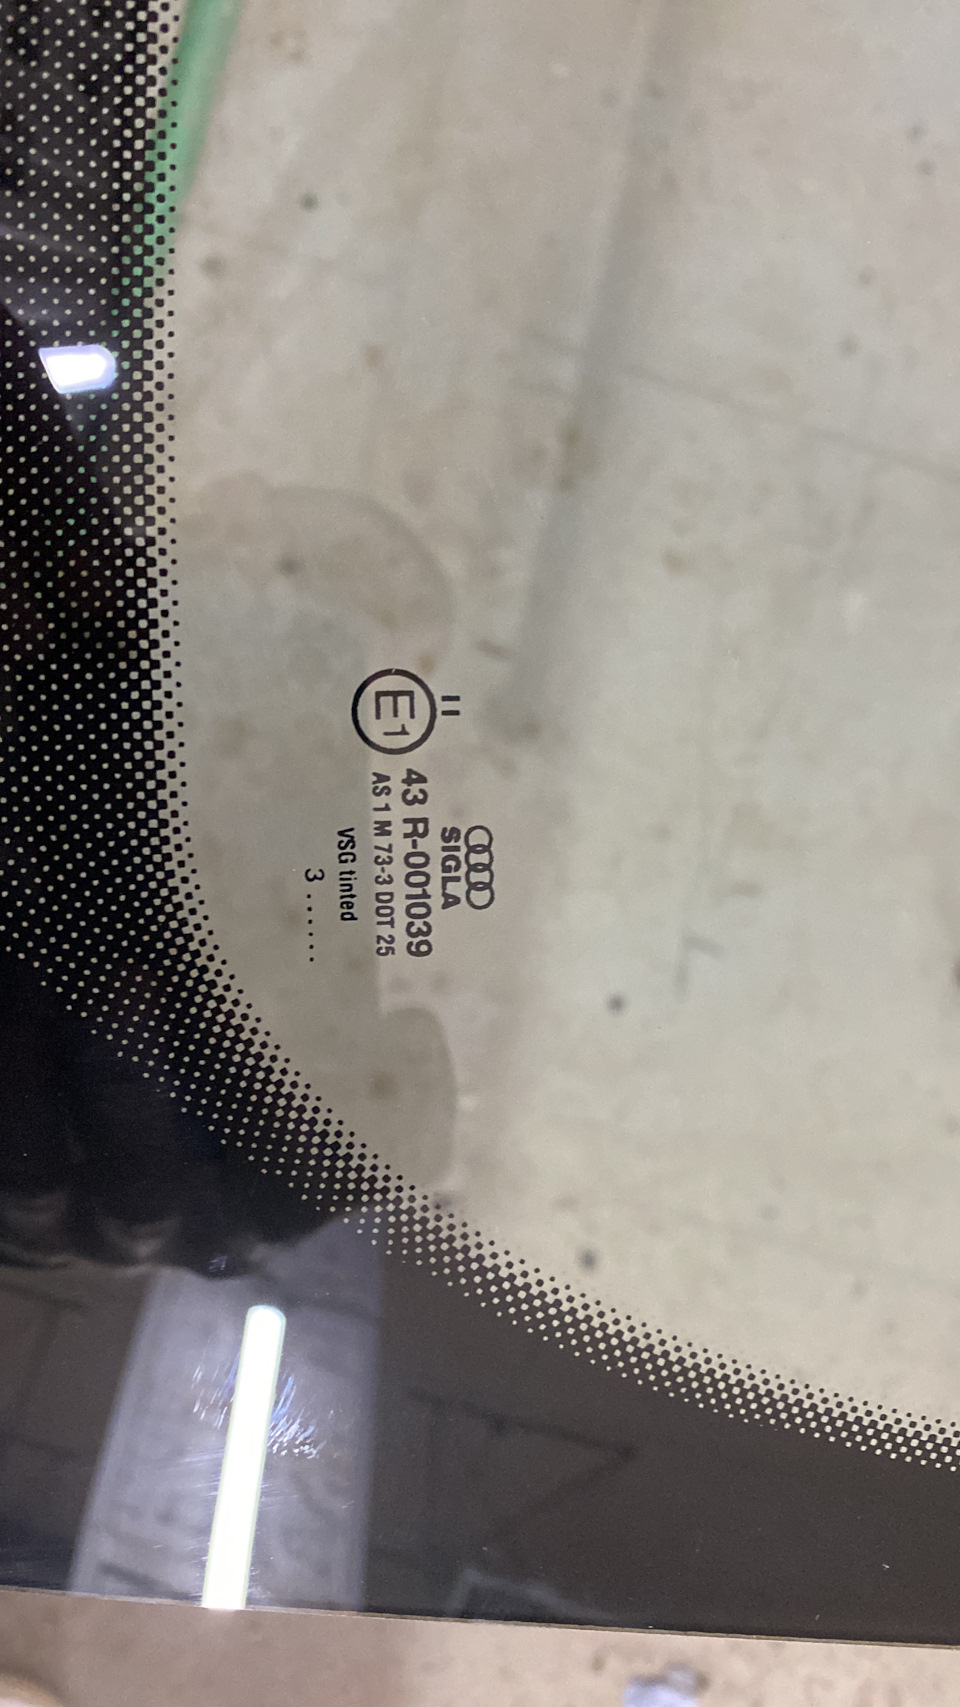 SIGLA
II
E1 43 R-001039
AS 1 M 73-3 DOT 25
VSG tinted
3 ......